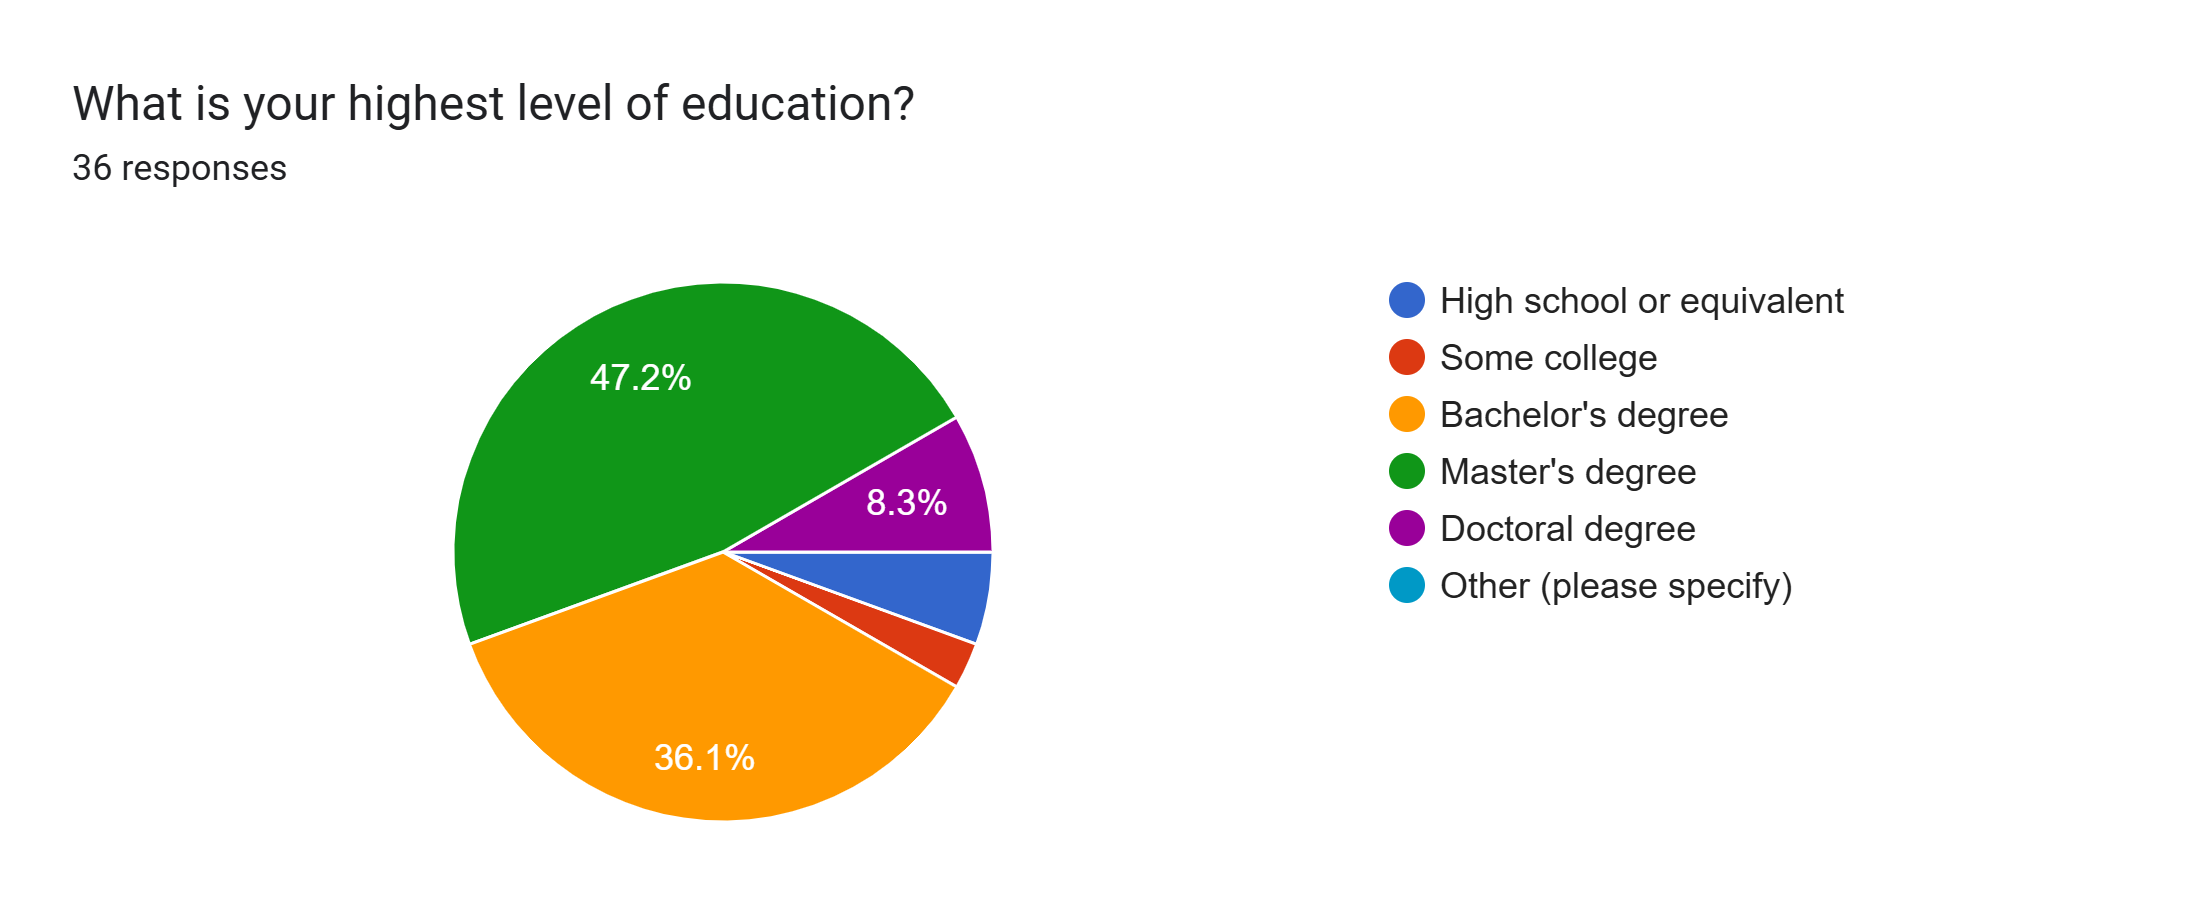 What is your highest level of education?
36 responses
47.2%
8.3%
36.1%
High school or equivalent
Some college
Bachelor's degree
Master's degree
Doctoral degree
Other (please specify)